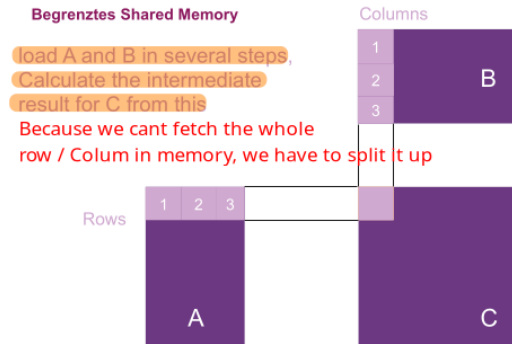 Begrenztes Shared Memory
load A and B in several steps,
Calculate the intermediate
result for C from this
Because we cant fetch the whole
row / Colum in memory, we have to split it up
Columns
1
2
3
B
Rows
1 2 3
A
C